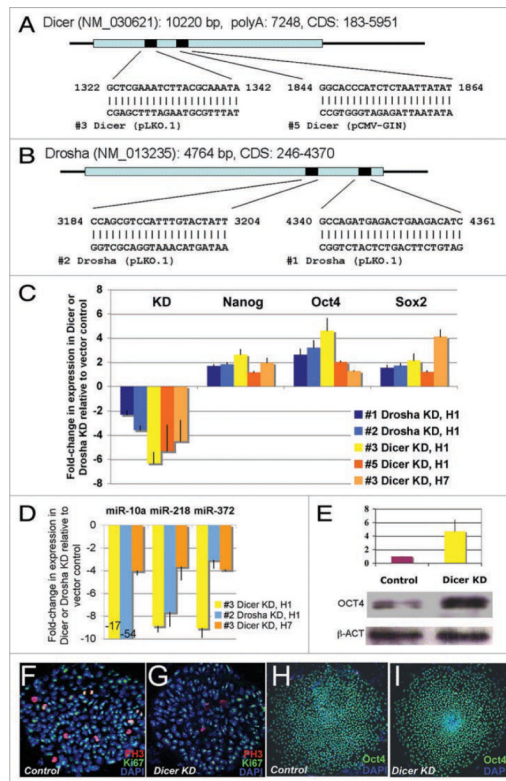 A Dicer (NM_030621): 10220 bp, polyA: 7248, CDS: 183-5951
1322 GCTCGAAATCTTACGCAAATA 1342 1844 GGCACCCATCTCTAATTATAT 1864
CGAGCTTTAGAATGCGTTTAT CCGTGGGTAGAGATTAATATA
#3 Dicer (pLKO.1) #5 Dicer (pCMV-GIN)
B Drosha (NM_013235): 4764 bp, CDS: 246-4370
3184 CCAGCGTCCATTTGTACTATT 3204 4340 GCCAGATGAGACTGAAGACATC 4361
GGTCGCAGGTAAACATGATAA CGGTCTACTCTGACTTCTGTAG
#2 Drosha (pLKO.1) #1 Drosha (pLKO.1)
C
Fold-change in expression in Dicer or
Drosha KD relative to vector control
8
6
4
2
0
-2
-4
-6
-8
KD Nanog Oct4 Sox2
#1 Drosha KD, H1
#2 Drosha KD, H1
#3 Dicer KD, H1
#5 Dicer KD, H1
#3 Dicer KD, H7
D
Fold-change in expression in
Dicer or Drosha KD relative to
vector control
miR-10a miR-218 miR-372
0
-2
-4
-6
-8
-10
-17
-54
#3 Dicer KD, H1
#2 Drosha KD, H1
#3 Dicer KD, H7
E
8
6
4
2
0
Control Dicer KD
OCT4
β-ACT
F
PH3
Ki67
Control DAPI
G
PH3
Ki67
Dicer KD DAPI
H
Oct4
Control DAPI
I
Oct4
Dicer KD DAPI